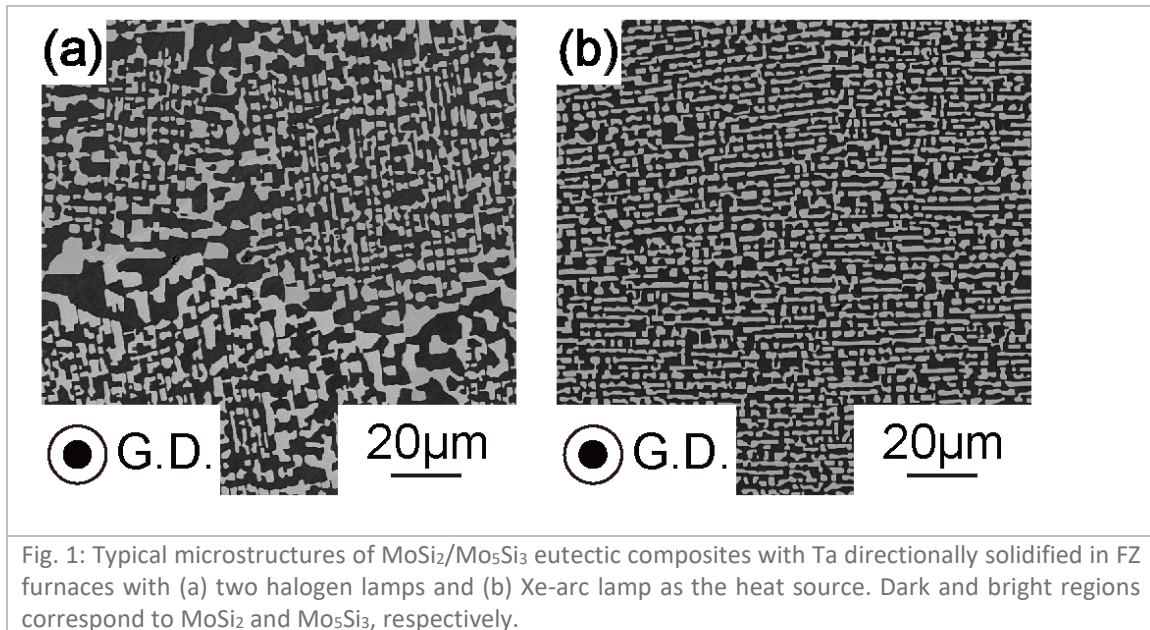 (a)
(b)
G.D. 20μm
G.D. 20μm
Fig. 1: Typical microstructures of MoSi₂/Mo₅Si₃ eutectic composites with Ta directionally solidified in FZ
furnaces with (a) two halogen lamps and (b) Xe-arc lamp as the heat source. Dark and bright regions
correspond to MoSi₂ and Mo₅Si₃, respectively.